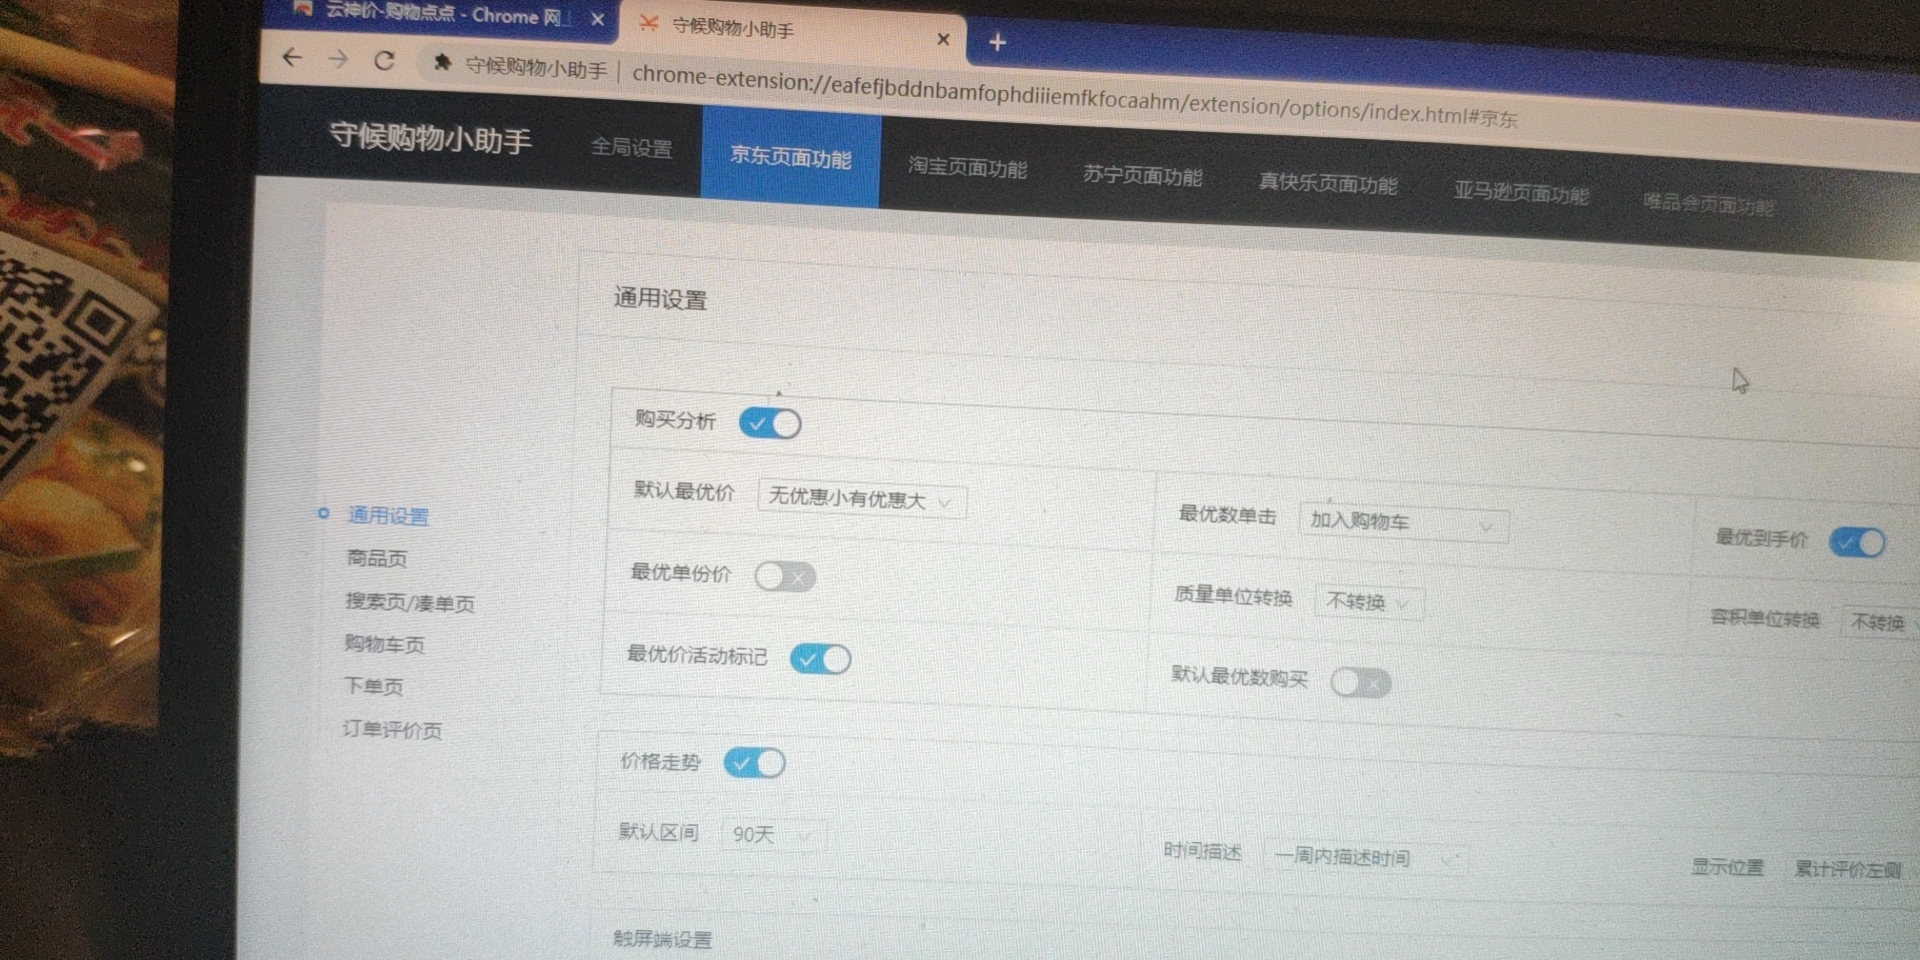 云神价-购物点点 - Chrome 网上
守候购物小助手
守候购物小助手 | chrome-extension://eafefjbddnbamfophdiiiemfkfocaahm/extension/options/index.html#京东
守候购物小助手 全局设置 京东页面功能 淘宝页面功能 苏宁页面功能 真快乐页面功能 亚马逊页面功能 唯品会页面功能
通用设置
购买分析
默认最优价 无优惠小有优惠大 最优数单击 加入购物车 最优到手价
通用设置
商品页
搜索页/凑单页
购物车页
下单页
订单评价页
最优单份价 质量单位转换 不转换 容积单位转换 不转换
最优价活动标记 默认最优数购买
价格走势
默认区间 90天 时间描述 一周内描述时间 显示位置 累计评价左侧
触屏端设置